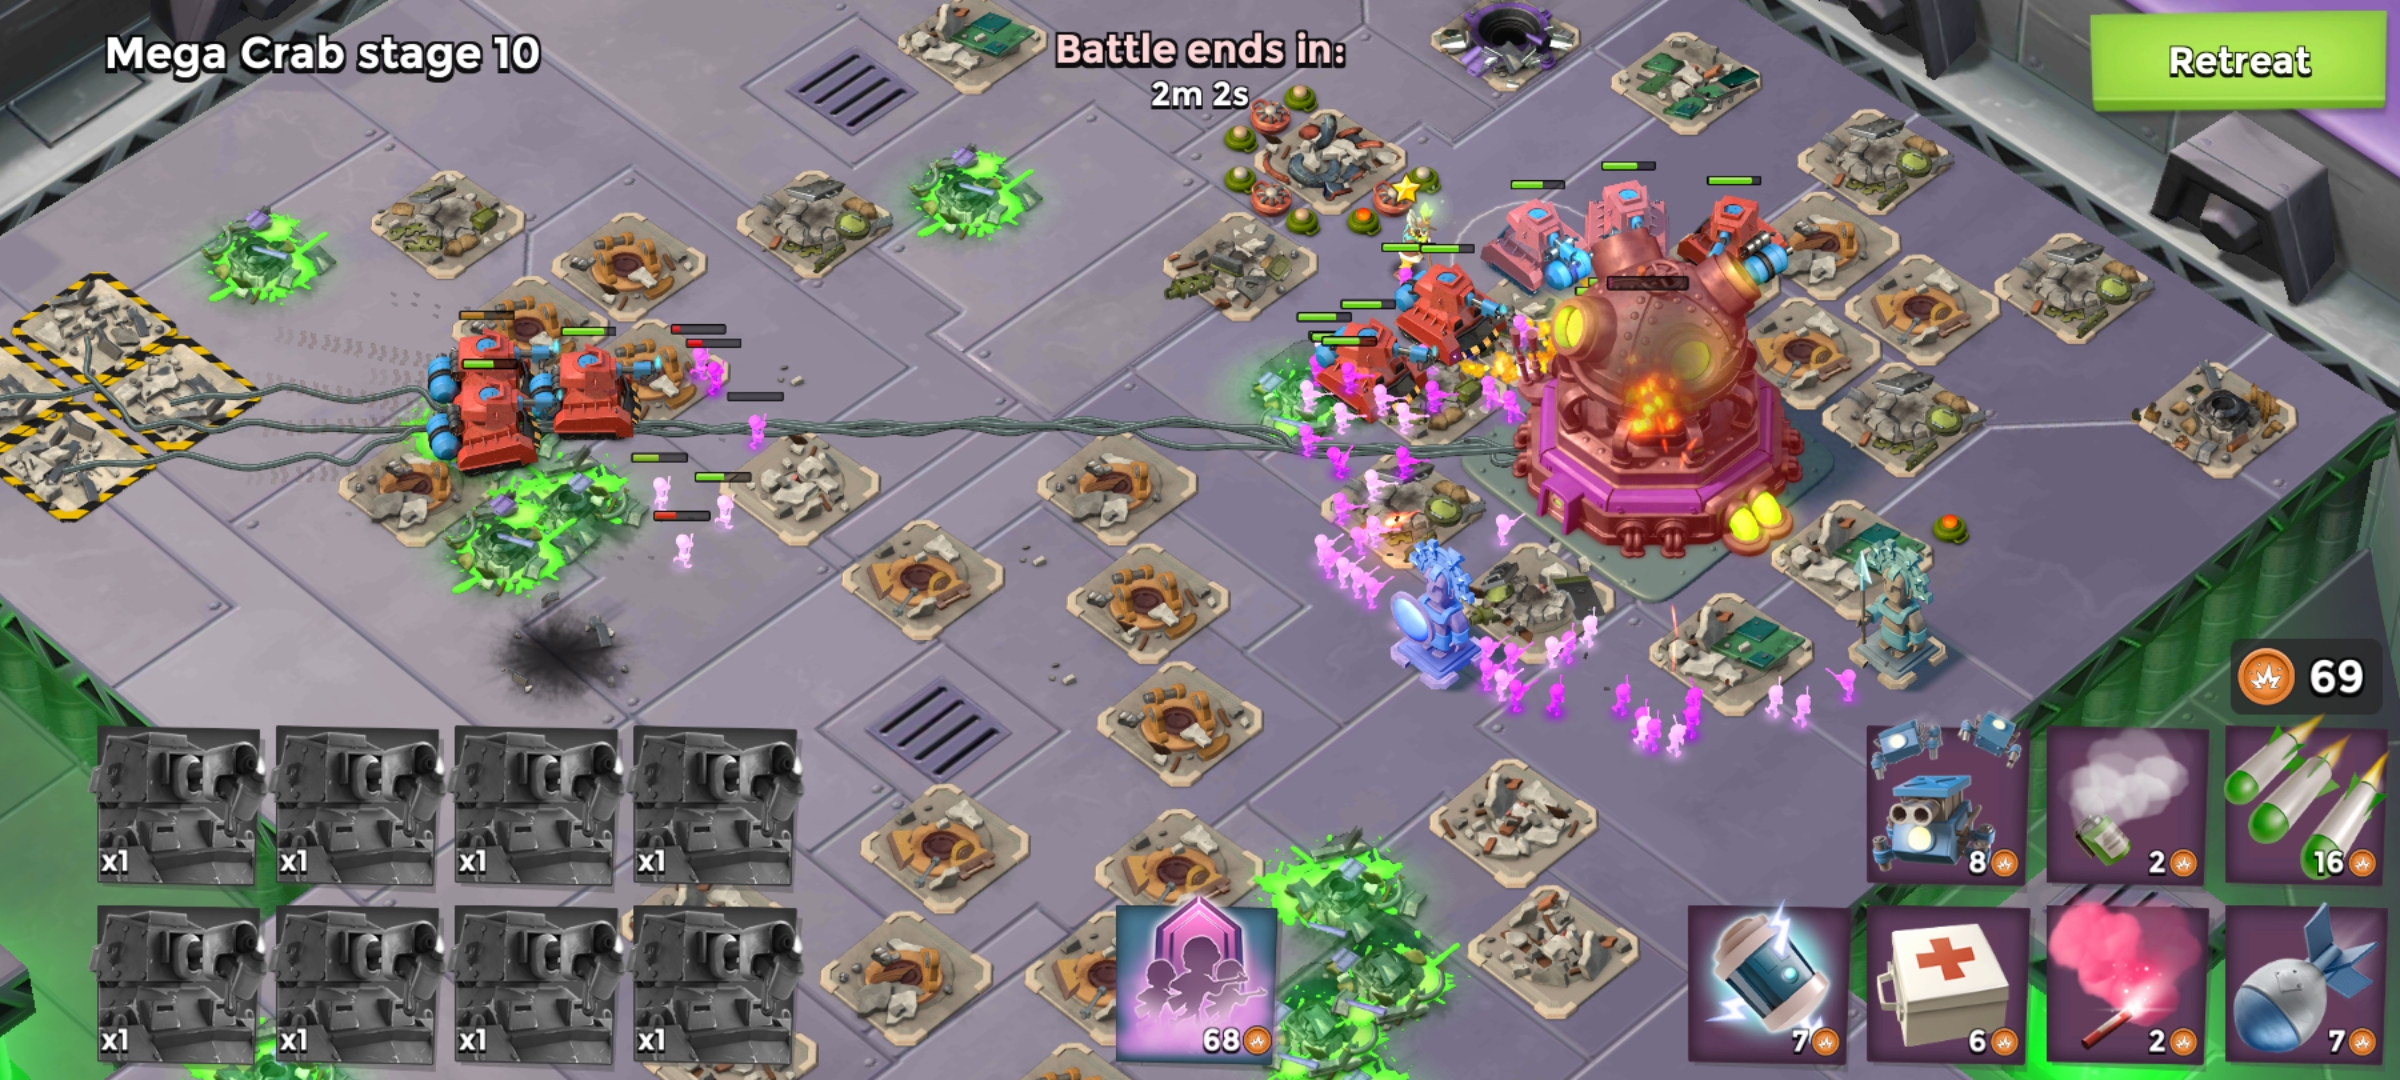 Mega Crab stage 10
Battle ends in:
2m 2s
Retreat
69
8
2
16
x1
x1
x1
x1
x1
x1
x1
x1
68
7
6
2
7